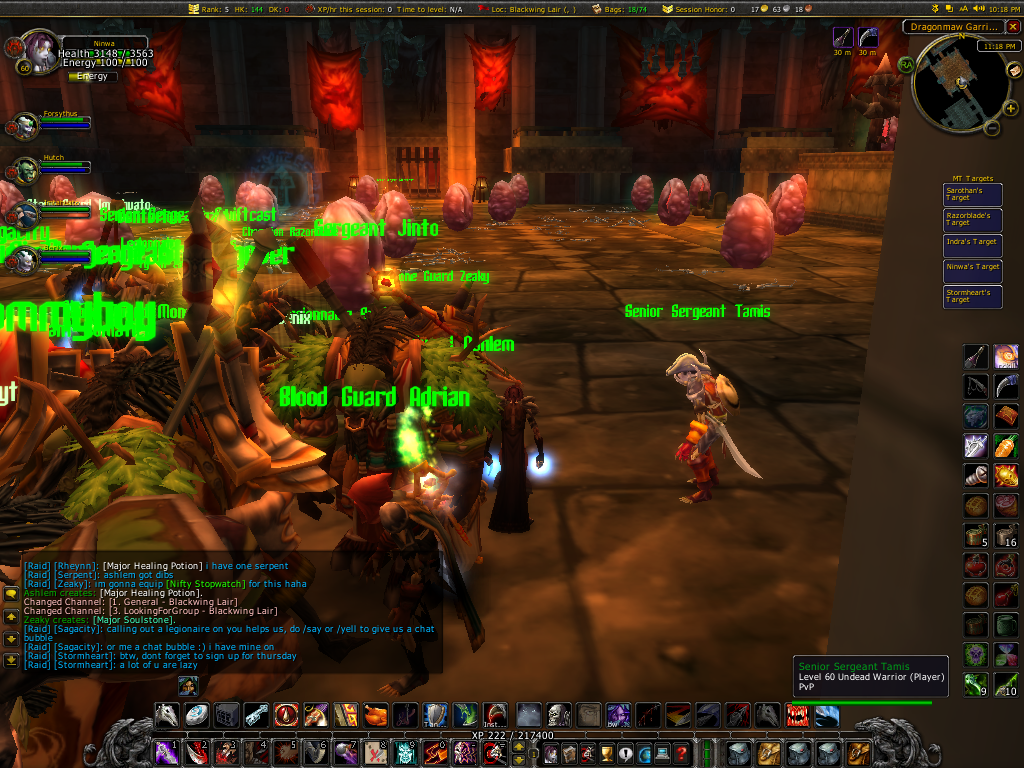 Rank: 5 HK: 144 DK: 0 XP/hr this session: 0 Time to level: N/A Loc: Blackwing Lair (, ) Bags: 18/74 Session Honor: 0 17 63 18 10:18 PM
Dragonmaw Garri...
Ninwa
Health 3148 / 3563
Energy 100 / 100
Energy
60
30 m 30 m
11:18 PM
RA
N
Forsythus
Hutch
MT Targets
Sarothan's Target
Razorblade's Target
Indra's Target
Ninwa's Target
Stormheart's Target
Sergeant Jinto
Guard Zeaky
Senior Sergeant Tamis
Blood Guard Adrian
[Raid] [Rheynn]: [Major Healing Potion] i have one serpent
[Raid] [Serpent]: ashlem got dibs
[Raid] [Zeaky]: im gonna equip [Nifty Stopwatch] for this haha
Ashlem creates: [Major Healing Potion].
Changed Channel: [1. General - Blackwing Lair]
Changed Channel: [3. LookingForGroup - Blackwing Lair]
Zeaky creates: [Major Soulstone].
[Raid] [Sagacity]: calling out a legionaire on you helps us, do /say or /yell to give us a chat
bubble
[Raid] [Sagacity]: or me a chat bubble :) i have mine on
[Raid] [Stormheart]: btw, dont forget to sign up for thursday
[Raid] [Stormheart]: a lot of u are lazy
5 16
9 10
Senior Sergeant Tamis
Level 60 Undead Warrior (Player)
PvP
XP 222 / 217400